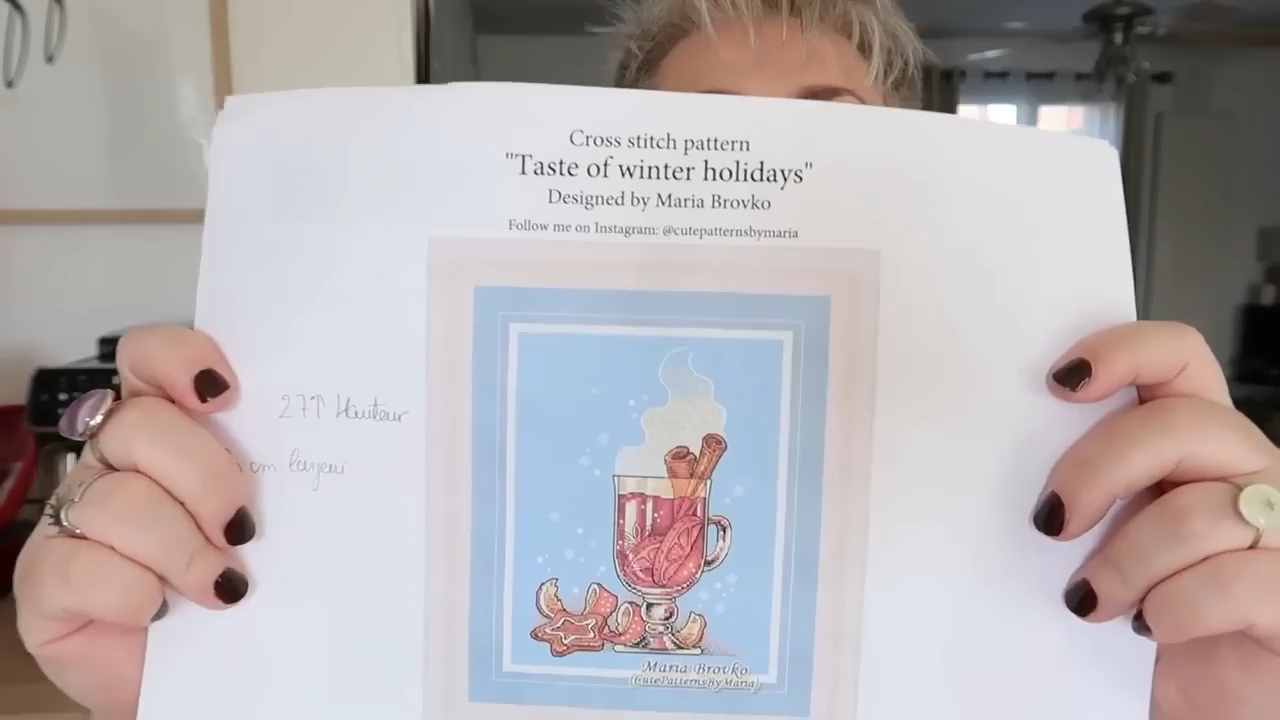 Cross stitch pattern
"Taste of winter holidays"
Designed by Maria Brovko
Follow me on Instagram: @cutepatternsbymaria
27↑ Hauteur
cm largeur
Maria Brovko
(CutePatternsByMaria)